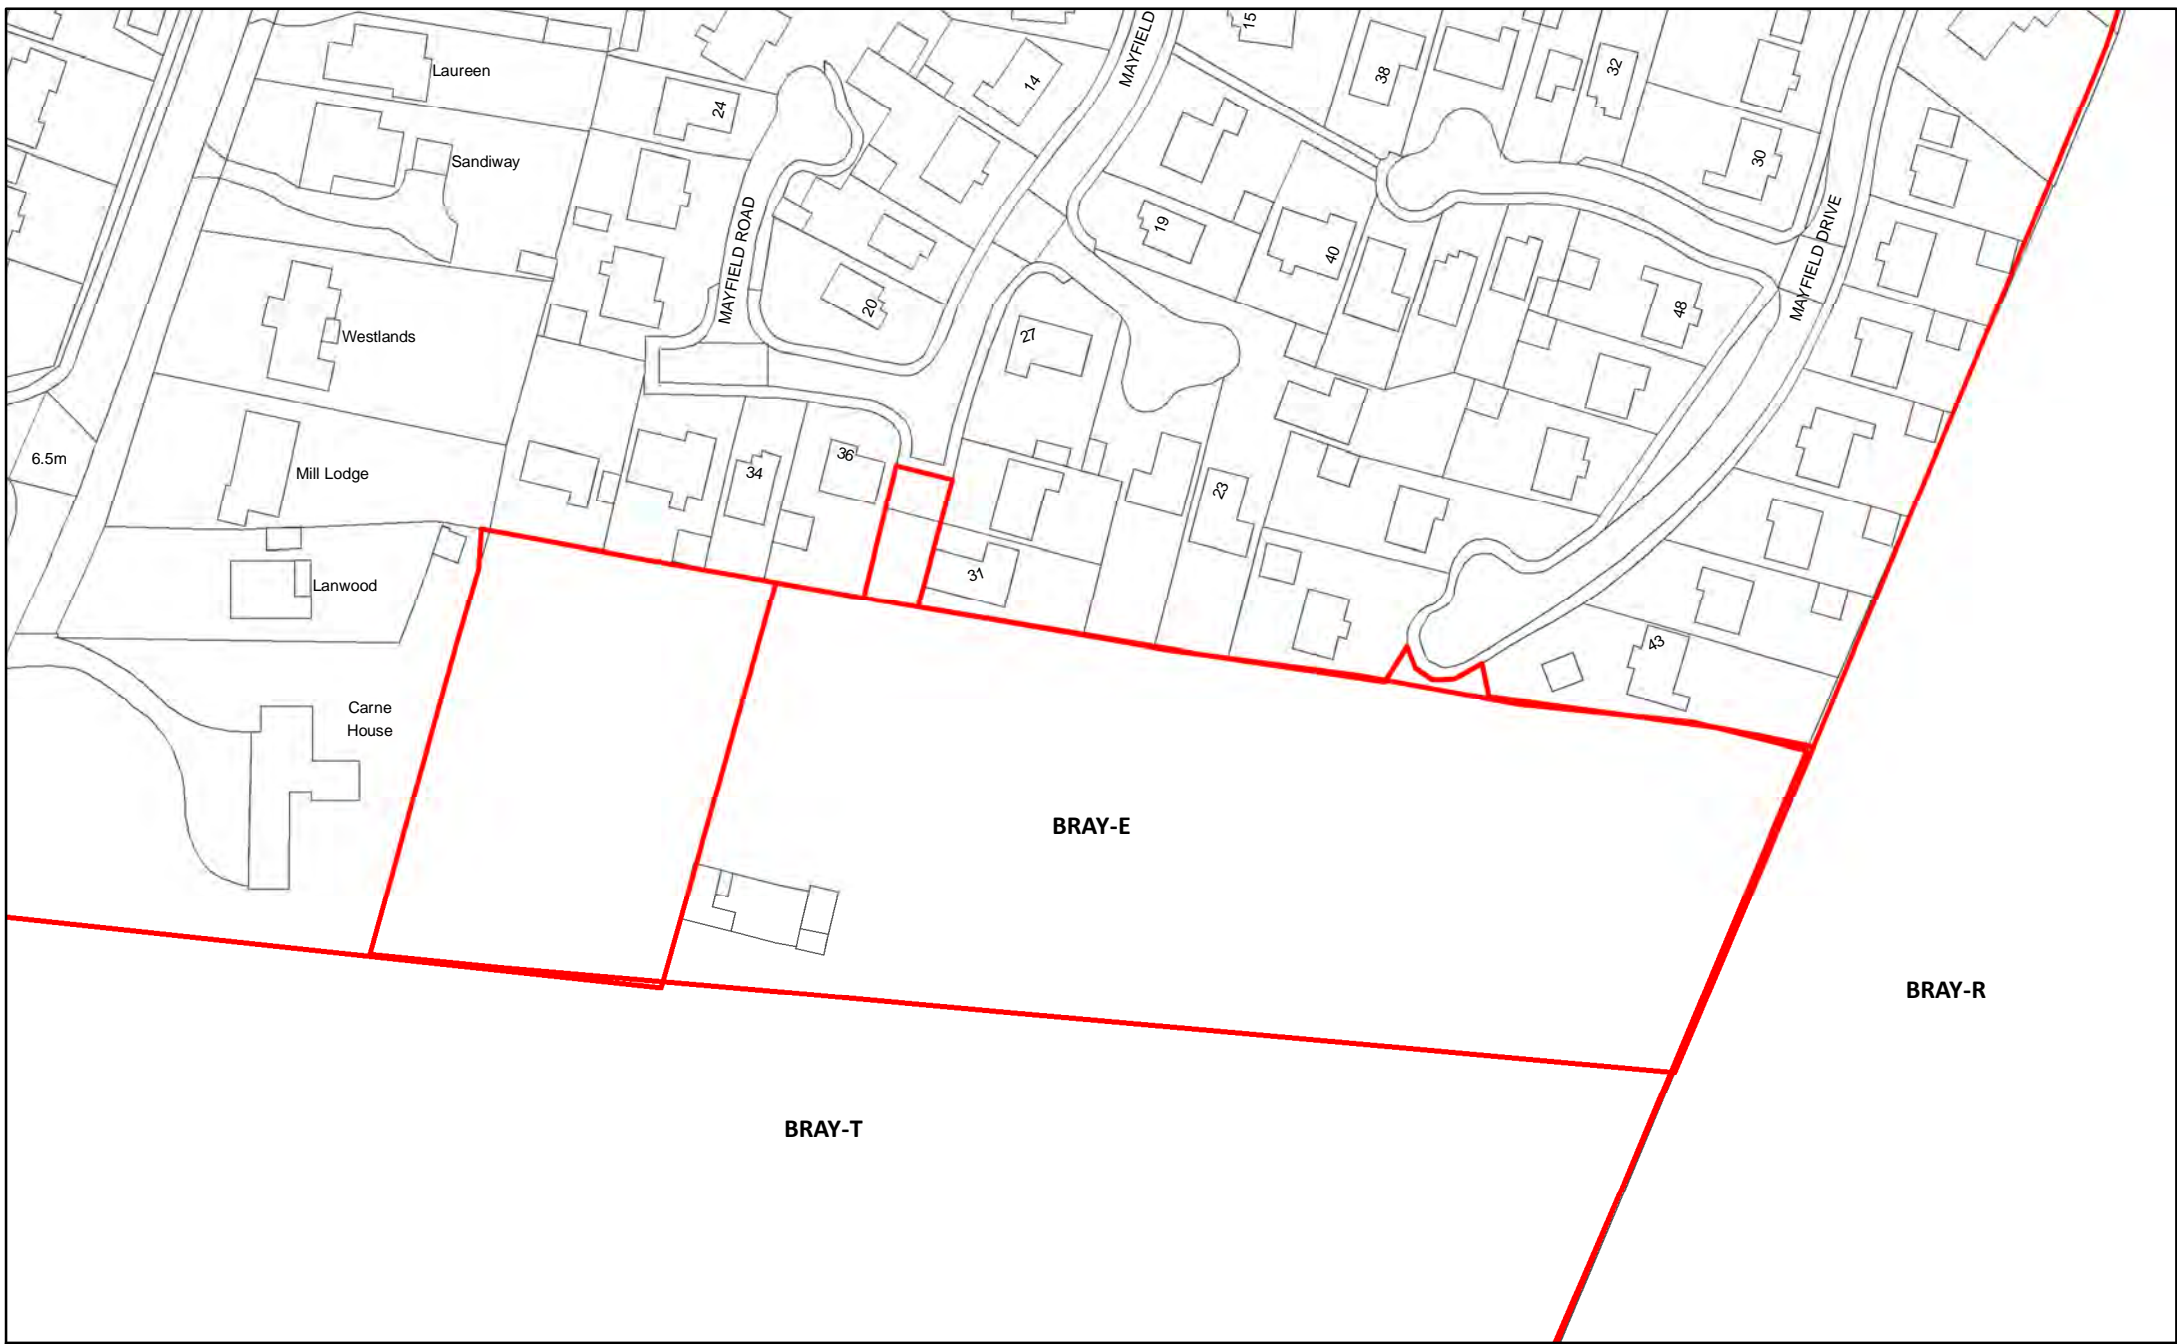 MAYFIELD
15
Laureen
14
38
32
24
Sandiway
30
MAYFIELD ROAD
19
40
MAYFIELD DRIVE
20
48
27
Westlands
6.5m
Mill Lodge
34
36
23
Lanwood
31
43
Carne
House
BRAY-E
BRAY-R
BRAY-T